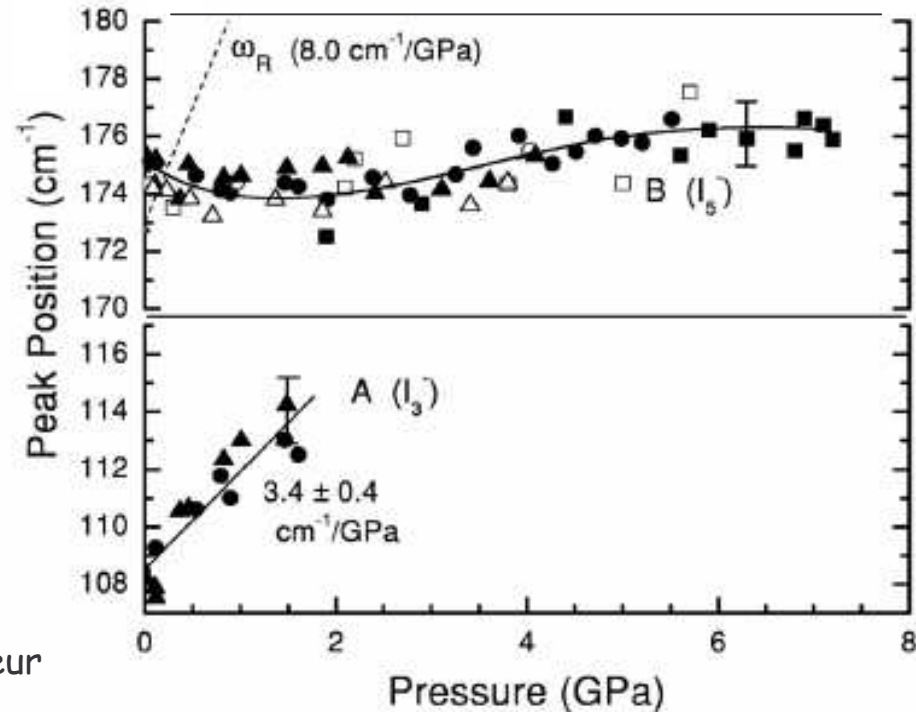 180
ω_R (8.0 cm⁻¹/GPa)
178
176
174
B (I₅⁻)
172
170
Peak Position (cm⁻¹)
116
A (I₃⁻)
114
112
3.4 ± 0.4
cm⁻¹/GPa
110
108
0 2 4 6 8
Pressure (GPa)